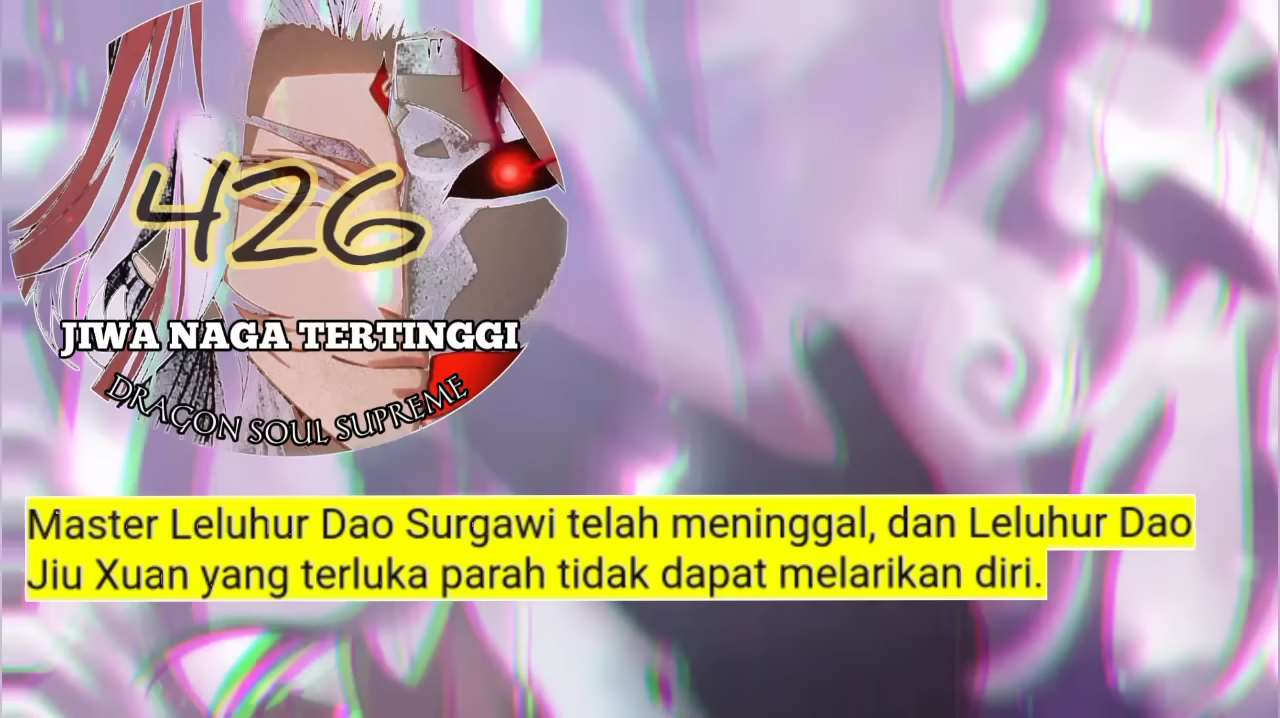 426
JIWA NAGA TERTINGGI
DRAGON SOUL SUPREME
Master Leluhur Dao Surgawi telah meninggal, dan Leluhur Dao
Jiu Xuan yang terluka parah tidak dapat melarikan diri.